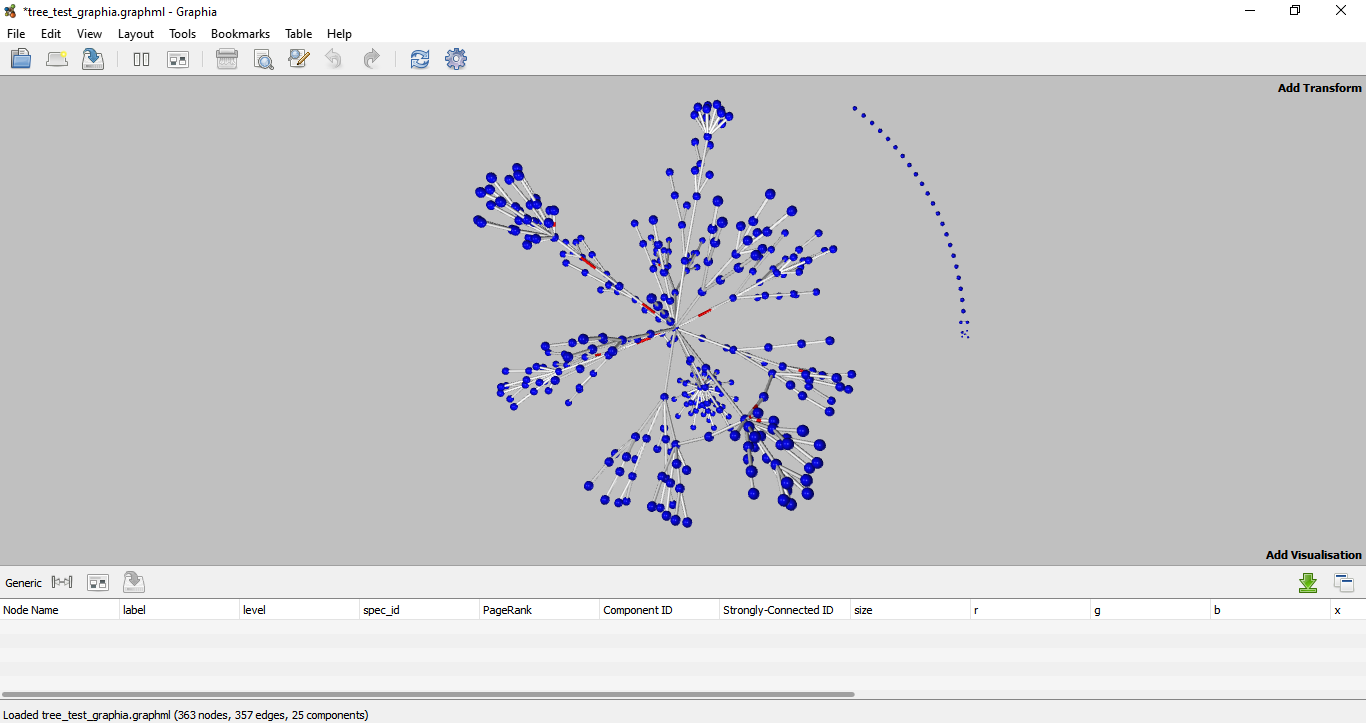 *tree_test_graphia.graphml - Graphia
File Edit View Layout Tools Bookmarks Table Help
Add Transform
Add Visualisation
Generic
Node Name label level spec_id PageRank Component ID Strongly-Connected ID size r g b x
Loaded tree_test_graphia.graphml (363 nodes, 357 edges, 25 components)